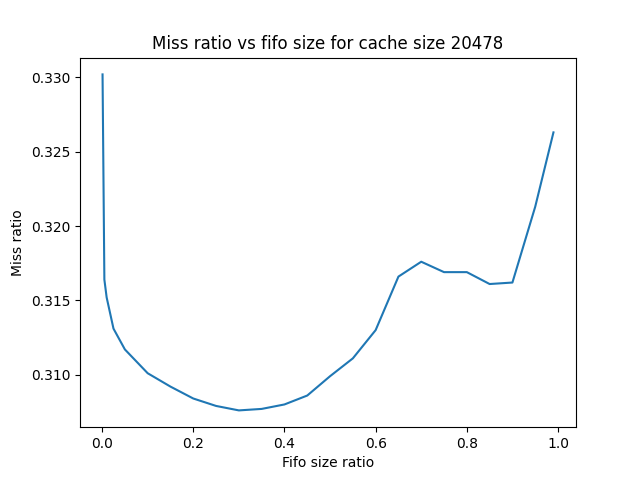 Miss ratio vs fifo size for cache size 20478
0.330
0.325
0.320
0.315
0.310
Miss ratio
0.0 0.2 0.4 0.6 0.8 1.0
Fifo size ratio